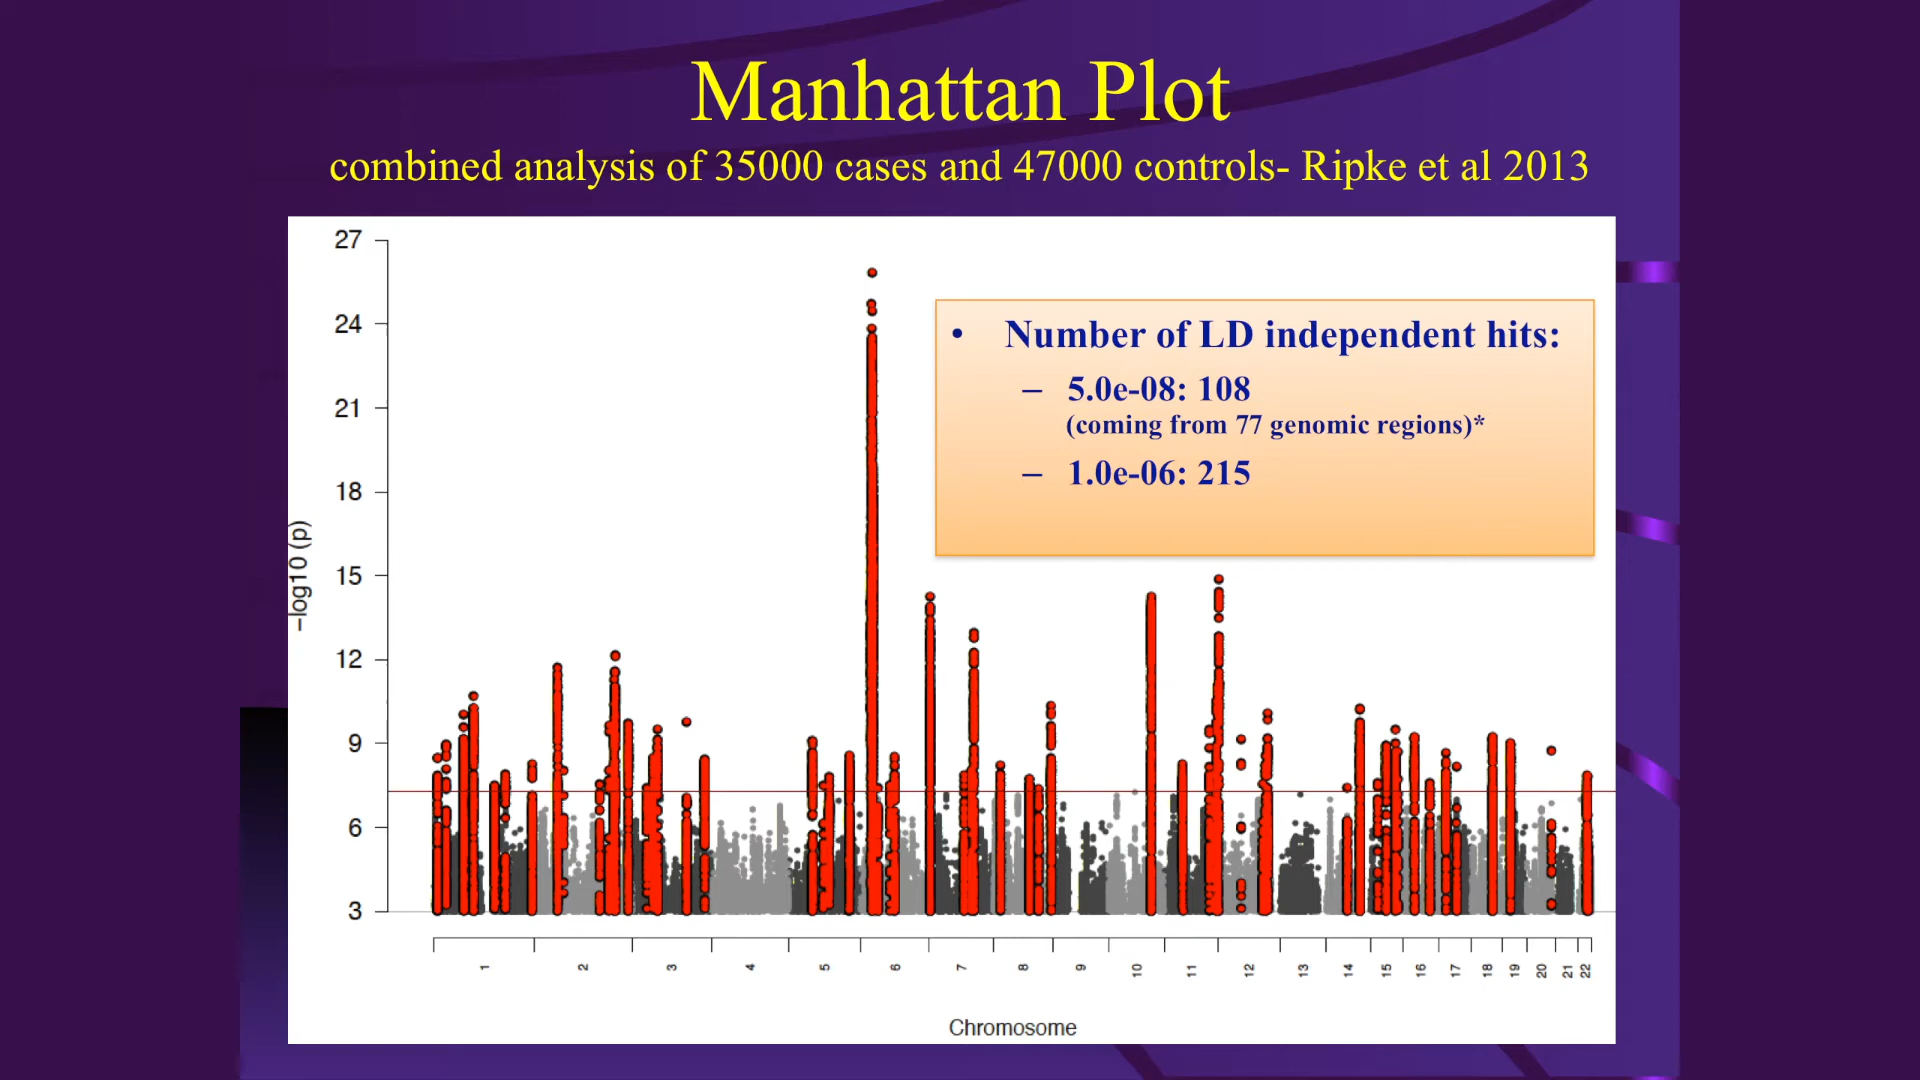 Manhattan Plot
combined analysis of 35000 cases and 47000 controls- Ripke et al 2013
27
24
21
18
15
12
9
6
3
−log10 (p)
• Number of LD independent hits:
– 5.0e-08: 108
(coming from 77 genomic regions)*
– 1.0e-06: 215
1 2 3 4 5 6 7 8 9 10 11 12 13 14 15 16 17 18 19 20 21 22
Chromosome